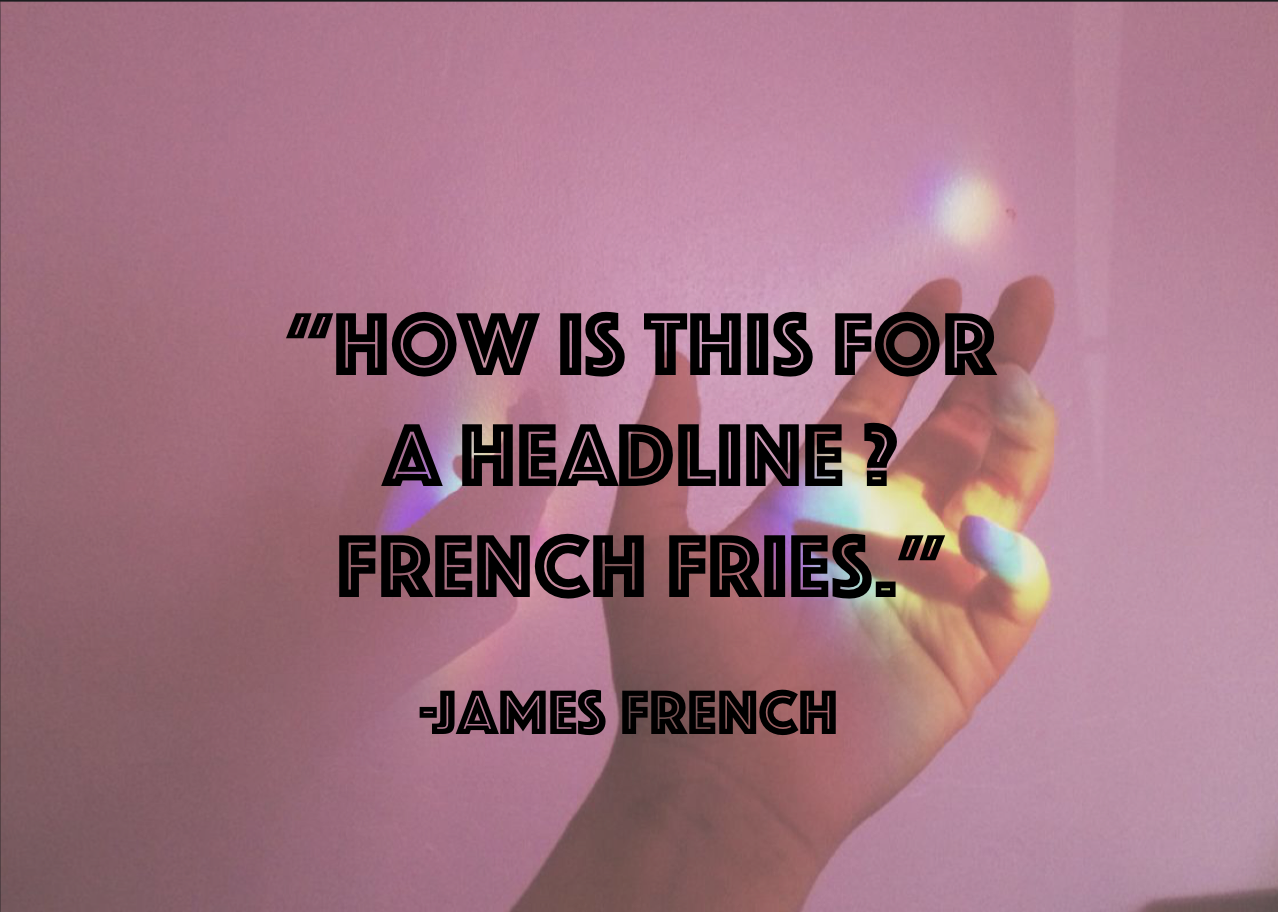 "HOW IS THIS FOR
A HEADLINE ?
FRENCH FRIES."
-JAMES FRENCH